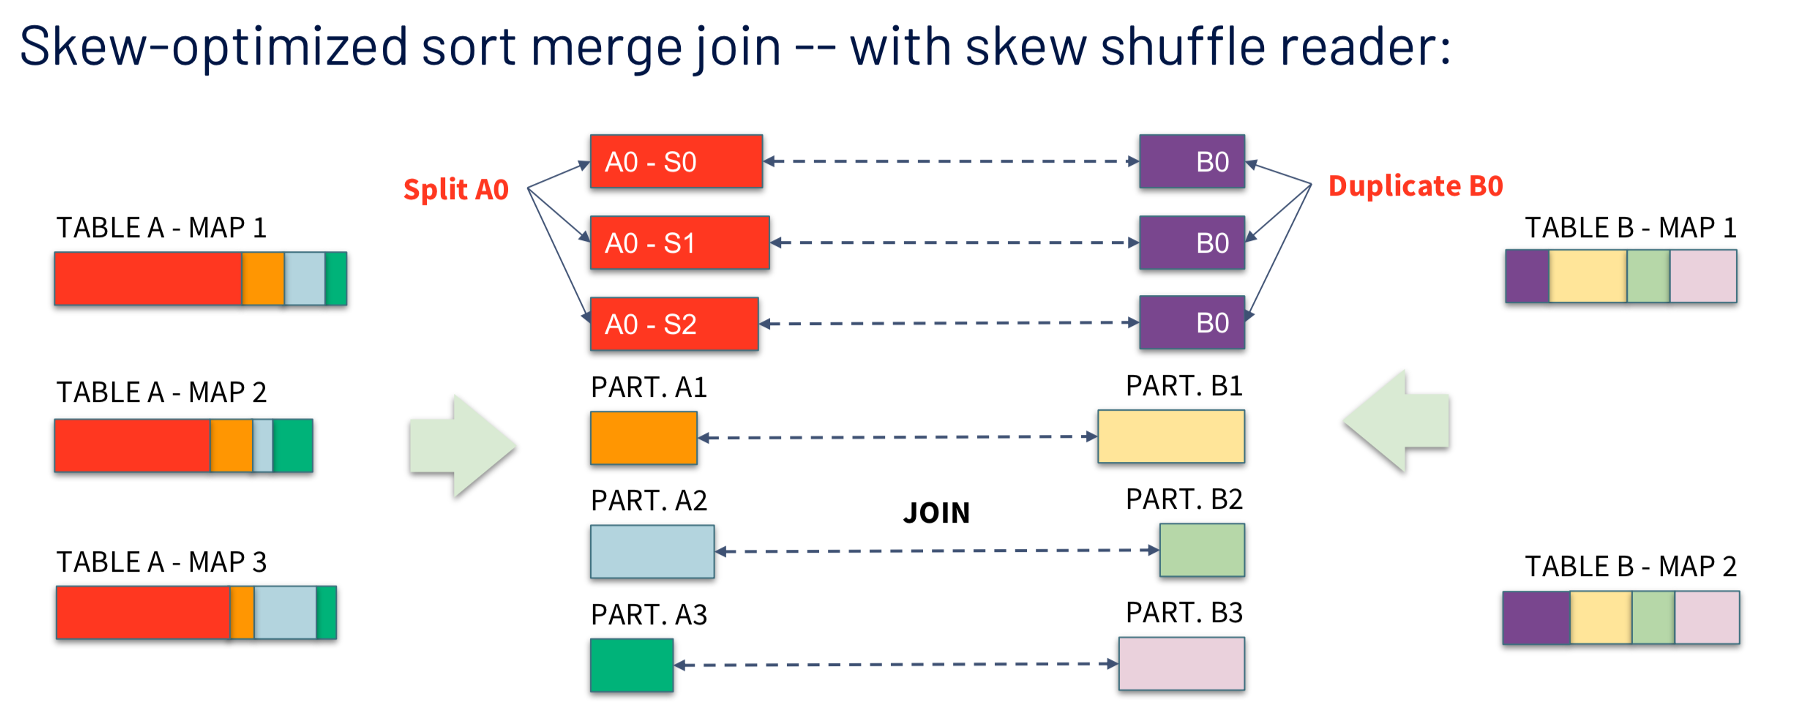 Skew-optimized sort merge join -- with skew shuffle reader:
Split A0
A0 - S0
B0
Duplicate B0
TABLE A - MAP 1
A0 - S1
B0
TABLE B - MAP 1
A0 - S2
B0
TABLE A - MAP 2
PART. A1
PART. B1
PART. A2
JOIN
PART. B2
TABLE A - MAP 3
TABLE B - MAP 2
PART. A3
PART. B3